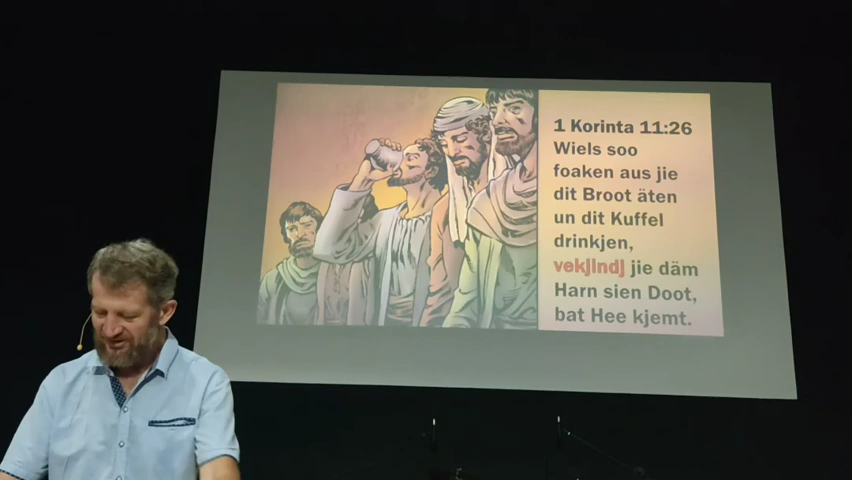 1 Korinta 11:26
Wiels soo
foaken aus jie
dit Broot äten
un dit Kuffel
drinkjen,
vekjindj jie däm
Harn sien Doot,
bat Hee kjemt.